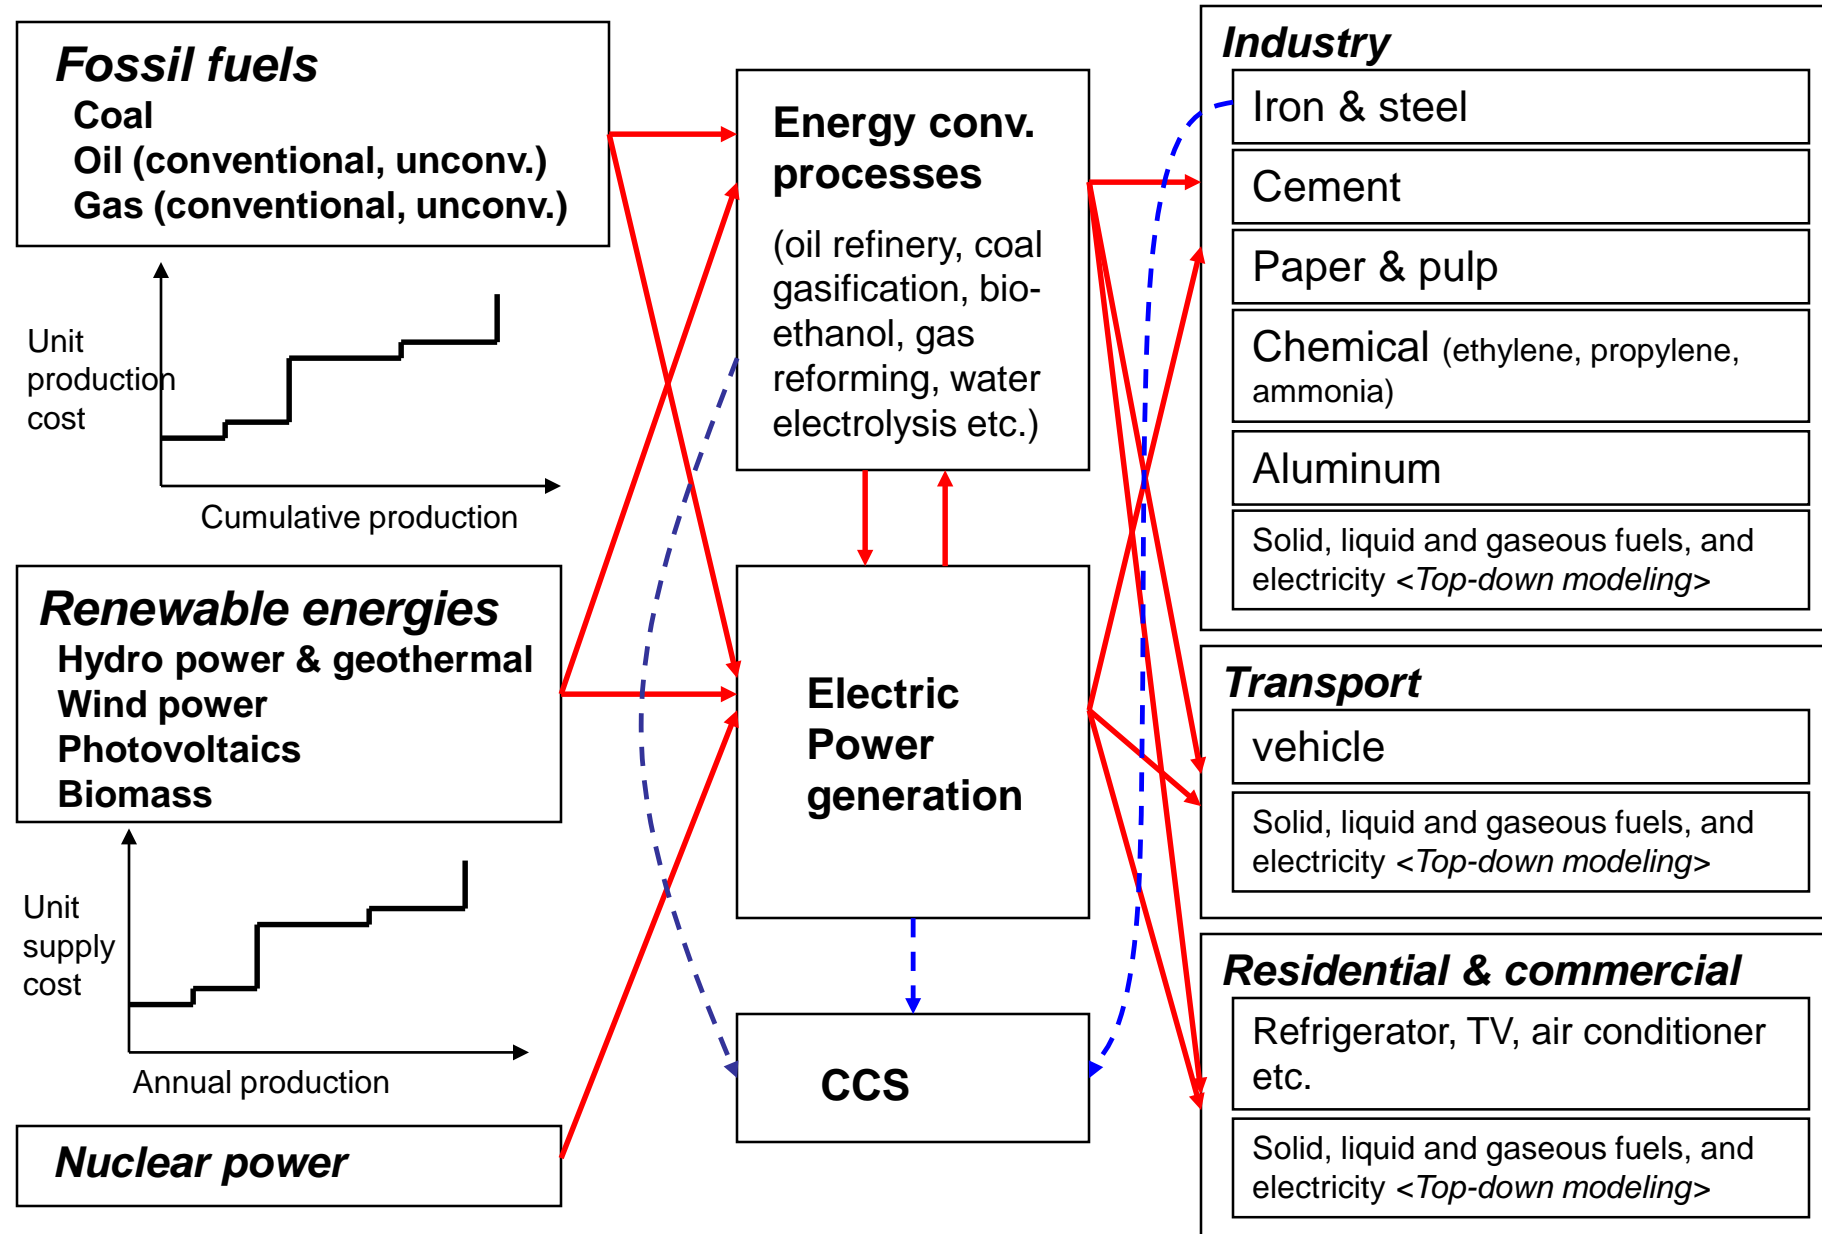 Fossil fuels
Coal
Oil (conventional, unconv.)
Gas (conventional, unconv.)
Unit
production
cost
Cumulative production
Renewable energies
Hydro power & geothermal
Wind power
Photovoltaics
Biomass
Unit
supply
cost
Annual production
Nuclear power
Energy conv.
processes
(oil refinery, coal
gasification, bio-
ethanol, gas
reforming, water
electrolysis etc.)
Electric
Power
generation
CCS
Industry
Iron & steel
Cement
Paper & pulp
Chemical (ethylene, propylene,
ammonia)
Aluminum
Solid, liquid and gaseous fuels, and
electricity <Top-down modeling>
Transport
vehicle
Solid, liquid and gaseous fuels, and
electricity <Top-down modeling>
Residential & commercial
Refrigerator, TV, air conditioner
etc.
Solid, liquid and gaseous fuels, and
electricity <Top-down modeling>